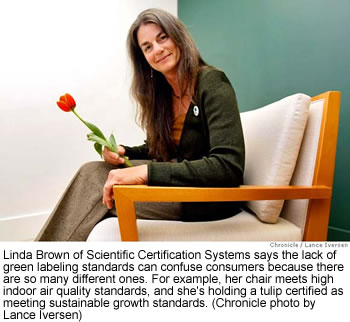 Chronicle / Lance Iversen
Linda Brown of Scientific Certification Systems says the lack of
green labeling standards can confuse consumers because there
are so many different ones. For example, her chair meets high
indoor air quality standards, and she's holding a tulip certified as
meeting sustainable growth standards. (Chronicle photo by
Lance Iversen)